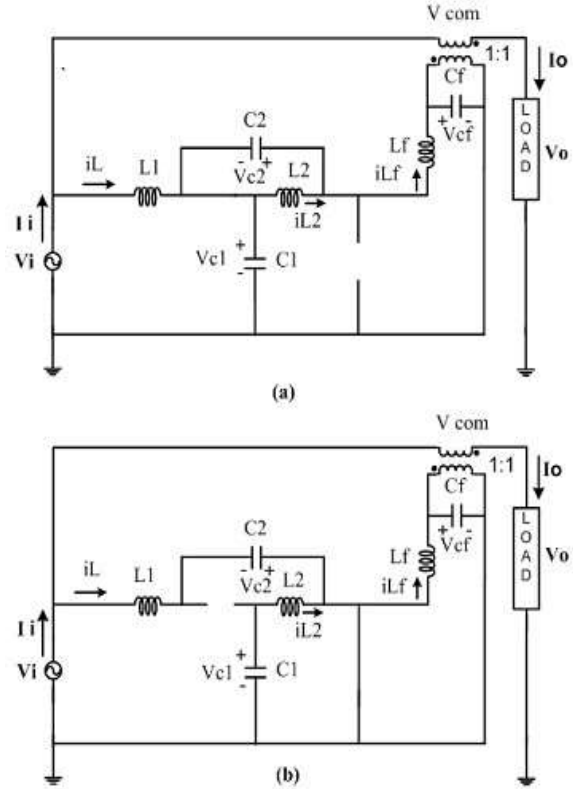 V com
1:1
Io
Cf
Vcf
LOAD
Vo
C2
Vc2
Lf
iLf
iL
L1
L2
iL2
Ii
Vi
Vc1
C1
(a)
V com
1:1
Io
Cf
Vcf
LOAD
Vo
C2
Vc2
Lf
iLf
iL
L1
L2
iL2
Ii
Vi
Vc1
C1
(b)